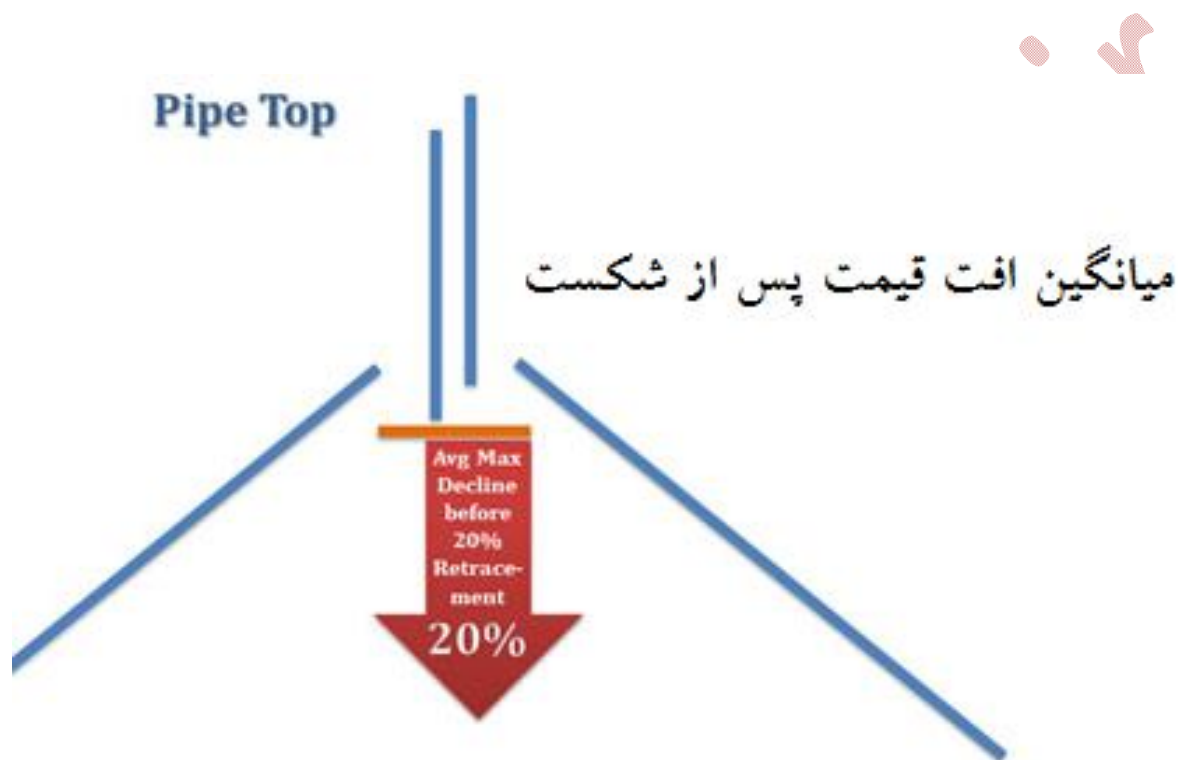 Pipe Top
میانگین افت قیمت پس از شکست
Avg Max
Decline
before
20%
Retrace-
ment
20%